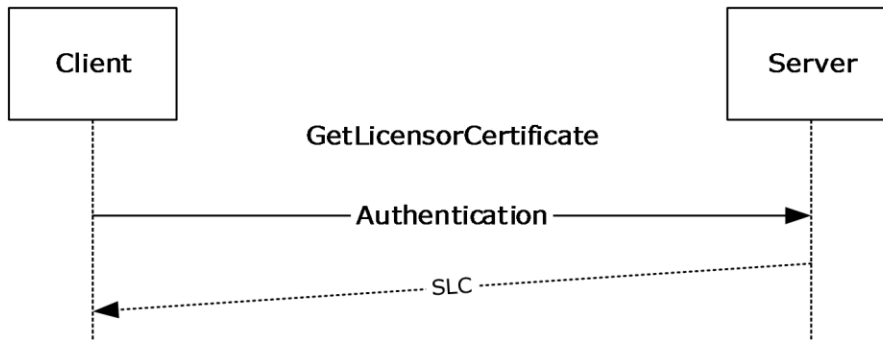 Client
Server
GetLicensorCertificate
Authentication
SLC